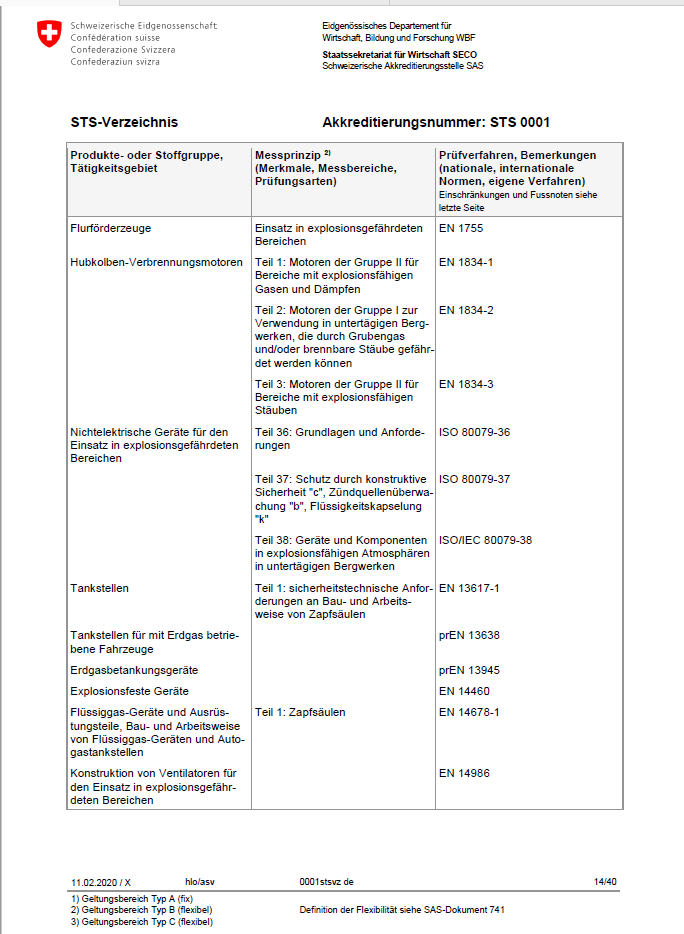 Schweizerische Eidgenossenschaft
Confédération suisse
Confederazione Svizzera
Confederaziun svizra
Eidgenössisches Departement für
Wirtschaft, Bildung und Forschung WBF
Staatssekretariat für Wirtschaft SECO
Schweizerische Akkreditierungsstelle SAS
STS-Verzeichnis
Akkreditierungsnummer: STS 0001
Produkte- oder Stoffgruppe,
Tätigkeitsgebiet
Messprinzip 2)
(Merkmale, Messbereiche,
Prüfungsarten)
Prüfverfahren, Bemerkungen
(nationale, internationale
Normen, eigene Verfahren)
Einschränkungen und Fussnoten siehe
letzte Seite
Flurförderzeuge
Einsatz in explosionsgefährdeten
Bereichen
EN 1755
Hubkolben-Verbrennungsmotoren
Teil 1: Motoren der Gruppe II für
Bereiche mit explosionsfähigen
Gasen und Dämpfen
EN 1834-1
Teil 2: Motoren der Gruppe I zur
Verwendung in untertägigen Berg-
werken, die durch Grubengas
und/oder brennbare Stäube gefähr-
det werden können
EN 1834-2
Teil 3: Motoren der Gruppe II für
Bereiche mit explosionsfähigen
Stäuben
EN 1834-3
Nichtelektrische Geräte für den
Einsatz in explosionsgefährdeten
Bereichen
Teil 36: Grundlagen und Anforde-
rungen
ISO 80079-36
Teil 37: Schutz durch konstruktive
Sicherheit "c", Zündquellenüberwa-
chung "b", Flüssigkeitskapselung
"k"
ISO 80079-37
Teil 38: Geräte und Komponenten
in explosionsfähigen Atmosphären
in untertägigen Bergwerken
ISO/IEC 80079-38
Tankstellen
Teil 1: sicherheitstechnische Anfor-
derungen an Bau- und Arbeits-
weise von Zapfsäulen
EN 13617-1
Tankstellen für mit Erdgas betrie-
bene Fahrzeuge
prEN 13638
Erdgasbetankungsgeräte
prEN 13945
Explosionsfeste Geräte
EN 14460
Flüssiggas-Geräte und Ausrüs-
tungsteile, Bau- und Arbeitsweise
von Flüssiggas-Geräten und Auto-
gastankstellen
Teil 1: Zapfsäulen
EN 14678-1
Konstruktion von Ventilatoren für
den Einsatz in explosionsgefähr-
deten Bereichen
EN 14986
11.02.2020 / X
hlo/asv
0001stsvz de
14/40
1) Geltungsbereich Typ A (fix)
2) Geltungsbereich Typ B (flexibel)
Definition der Flexibilität siehe SAS-Dokument 741
3) Geltungsbereich Typ C (flexibel)